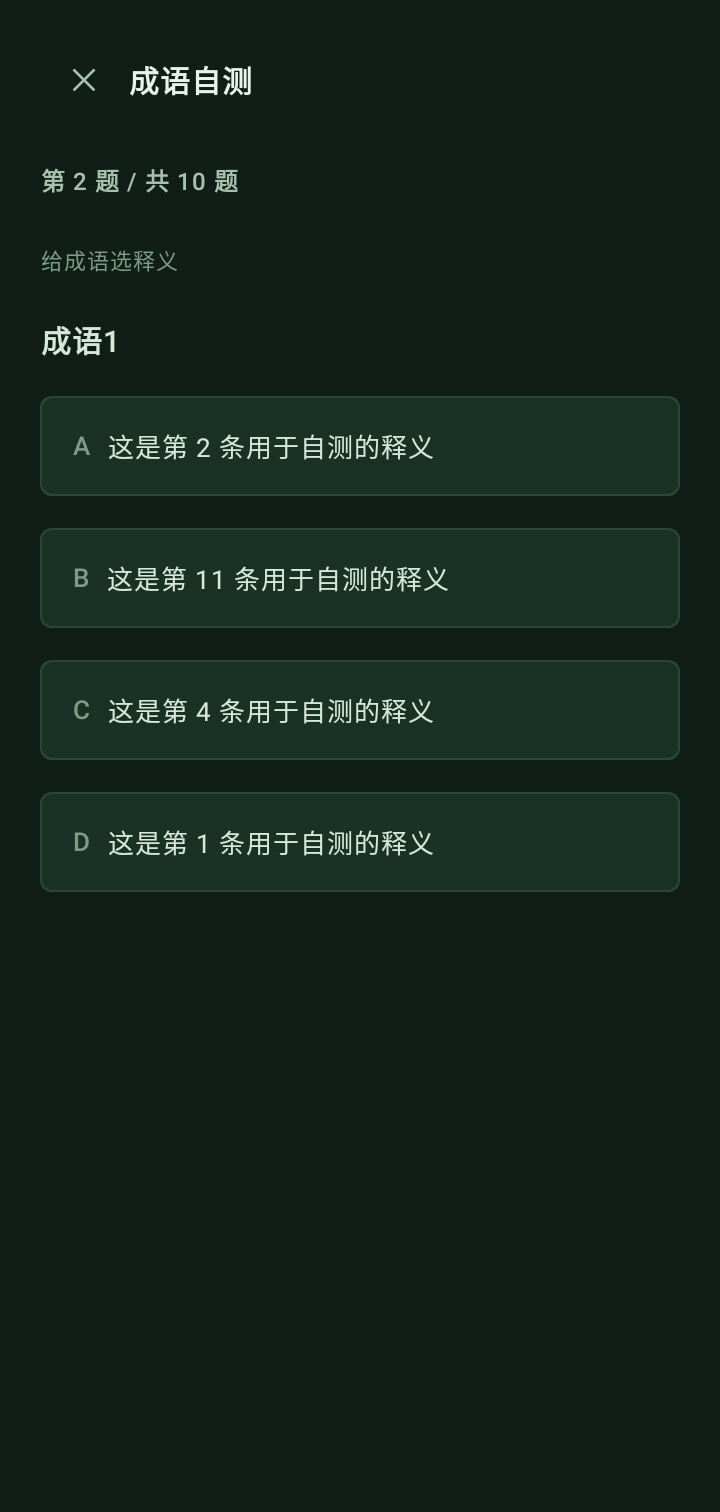 成语自测
第 2 题 / 共 10 题
给成语选释义
成语1
A 这是第 2 条用于自测的释义
B 这是第 11 条用于自测的释义
C 这是第 4 条用于自测的释义
D 这是第 1 条用于自测的释义